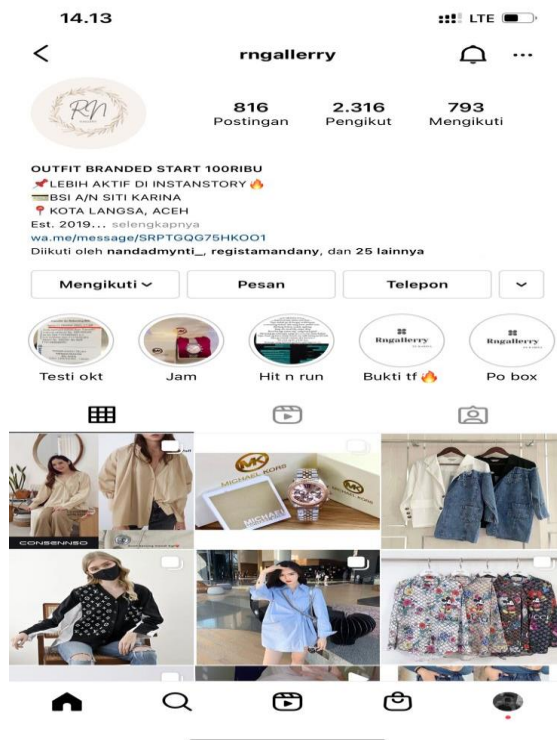 14.13
LTE
rngallerry
RN
816
2.316
793
Postingan
Pengikut
Mengikuti
OUTFIT BRANDED START 100RIBU
📌LEBIH AKTIF DI INSTANSTORY🔥
💳BSI A/N SITI KARINA
📍KOTA LANGSA, ACEH
Est. 2019... selengkapnya
wa.me/message/SRPTGQG75HKOO1
Diikuti oleh nandadmynti_, registamandany, dan 25 lainnya
Mengikuti
Pesan
Telepon
Rngallerry
Rngallerry
Testi okt
Jam
Hit n run
Bukti tf🔥
Po box
MK
MICHAEL KORS
MICHAEL
CONSENNSO